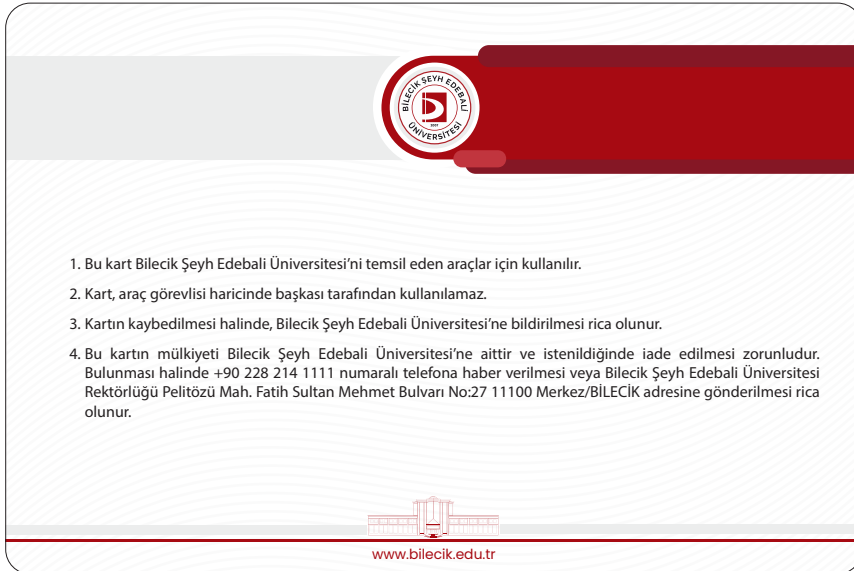 BİLECİK ŞEYH EDEBALİ
ÜNİVERSİTESİ
2007
1. Bu kart Bilecik Şeyh Edebali Üniversitesi’ni temsil eden araçlar için kullanılır.
2. Kart, araç görevlisi haricinde başkası tarafından kullanılamaz.
3. Kartın kaybedilmesi halinde, Bilecik Şeyh Edebali Üniversitesi’ne bildirilmesi rica olunur.
4. Bu kartın mülkiyeti Bilecik Şeyh Edebali Üniversitesi’ne aittir ve istenildiğinde iade edilmesi zorunludur.
Bulunması halinde +90 228 214 1111 numaralı telefona haber verilmesi veya Bilecik Şeyh Edebali Üniversitesi
Rektörlüğü Pelitözü Mah. Fatih Sultan Mehmet Bulvarı No:27 11100 Merkez/BİLECİK adresine gönderilmesi rica
olunur.
www.bilecik.edu.tr